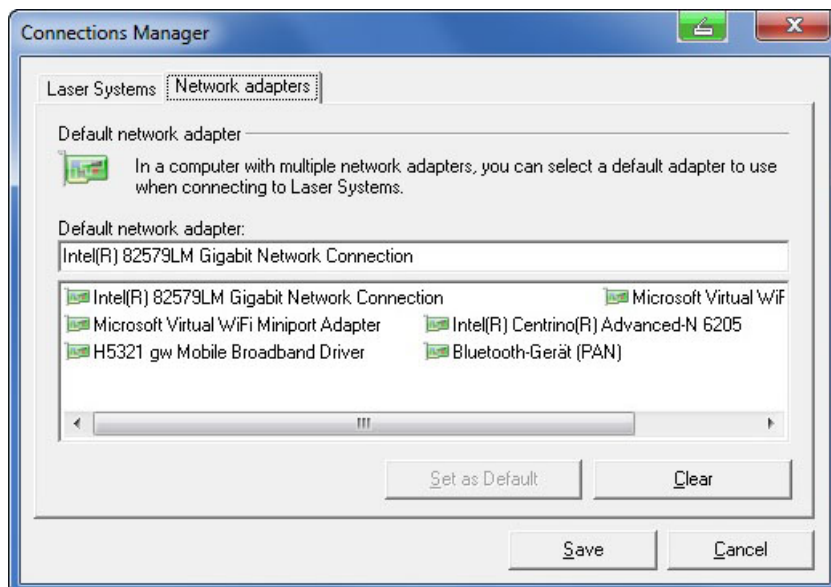 Connections Manager
Laser Systems Network adapters
Default network adapter
In a computer with multiple network adapters, you can select a default adapter to use
when connecting to Laser Systems.
Default network adapter:
Intel(R) 82579LM Gigabit Network Connection
Intel(R) 82579LM Gigabit Network Connection Microsoft Virtual WiF
Microsoft Virtual WiFi Miniport Adapter Intel(R) Centrino(R) Advanced-N 6205
H5321 gw Mobile Broadband Driver Bluetooth-Gerät (PAN)
Set as Default Clear
Save Cancel